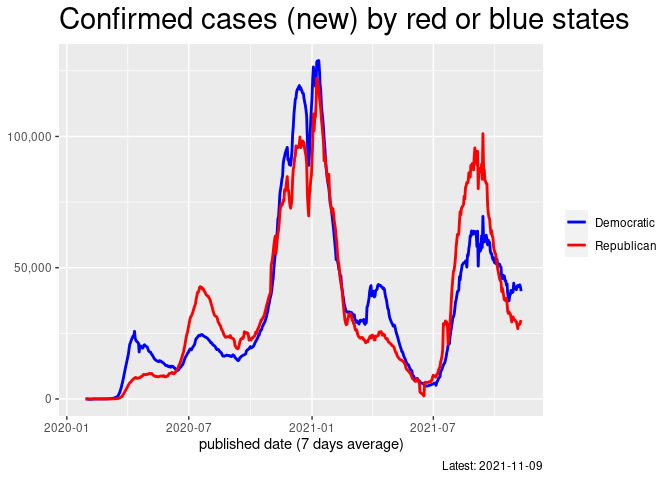 Confirmed cases (new) by red or blue states
100,000
50,000
0
2020-01 2020-07 2021-01 2021-07
published date (7 days average)
Democratic
Republican
Latest: 2021-11-09